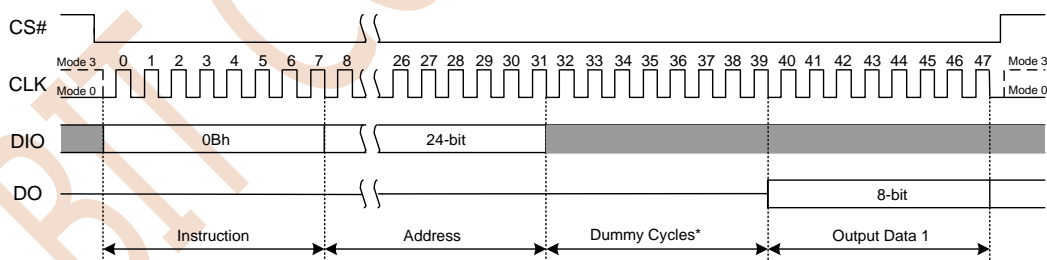 CS#
Mode 3 0 1 2 3 4 5 6 7 8 26 27 28 29 30 31 32 33 34 35 36 37 38 39 40 41 42 43 44 45 46 47 Mode 3
CLK Mode 0 Mode 0
DIO 0Bh 24-bit
DO 8-bit
Instruction Address Dummy Cycles* Output Data 1